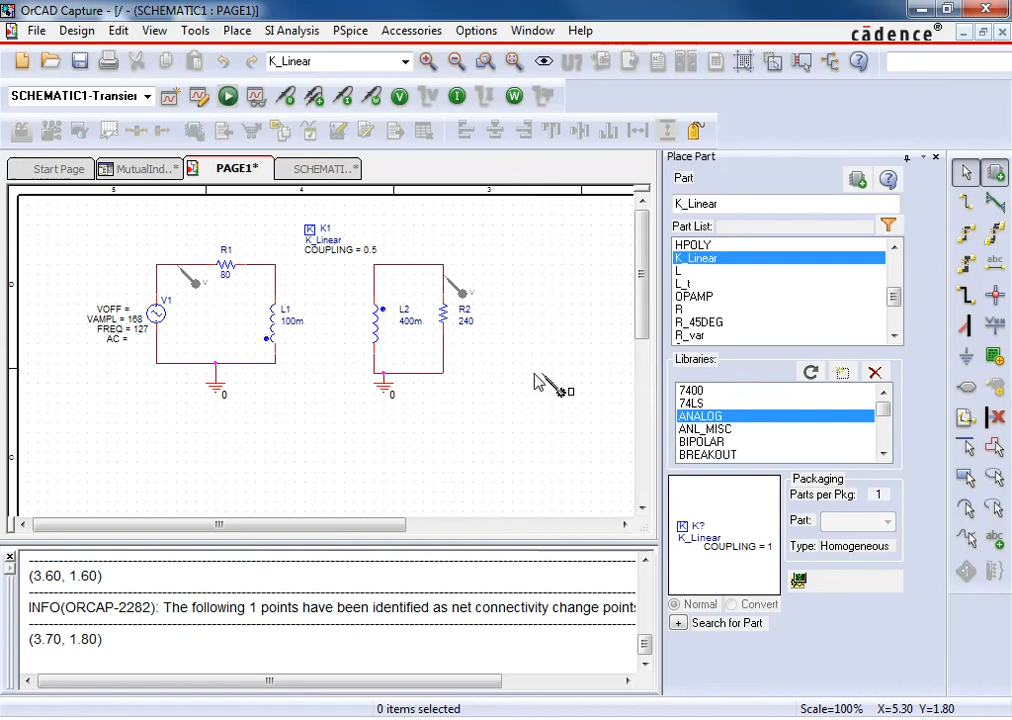 OrCAD Capture - [/ - (SCHEMATIC1 : PAGE1)]
File Design Edit View Tools Place SI Analysis PSpice Accessories Options Window Help
cādence®
K_Linear
U?
SCHEMATIC1-Transier
V I W
Start Page
MutualInd..*
PAGE1*
SCHEMATI..*
5 4 3
K K1
K_Linear
COUPLING = 0.5
R1
80
V1
VOFF =
VAMPL = 168
FREQ = 127
AC =
L1
100m
L2
400m
R2
240
V
V
0
0
D
C
(3.60, 1.60)
INFO(ORCAP-2282): The following 1 points have been identified as net connectivity change points
(3.70, 1.80)
Place Part
Part
K_Linear
Part List:
HPOLY
K_Linear
L
L_t
OPAMP
R
R_45DEG
R_var
Libraries:
7400
74LS
ANALOG
ANL_MISC
BIPOLAR
BREAKOUT
K K?
K_Linear
COUPLING = 1
Packaging
Parts per Pkg: 1
Part:
Type: Homogeneous
Normal Convert
+ Search for Part
abc
abc
0 items selected
Scale=100% X=5.30 Y=1.80